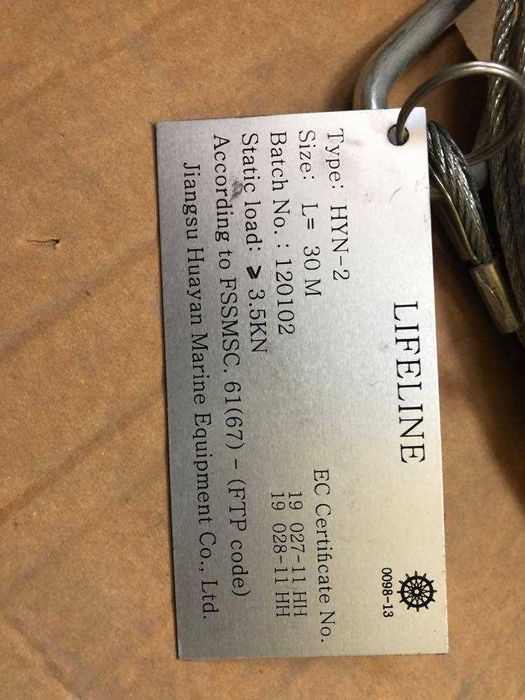 LIFELINE
0098-13
Type: HYN-2
Size: L= 30M
Batch No.: 120102
Static load: ≥ 3.5KN
According to FSSMSC. 61(67) - (FTP code)
Jiangsu Huayan Marine Equipment Co., Ltd.
EC Certificate No.
19 027-11 HH
19 028-11 HH